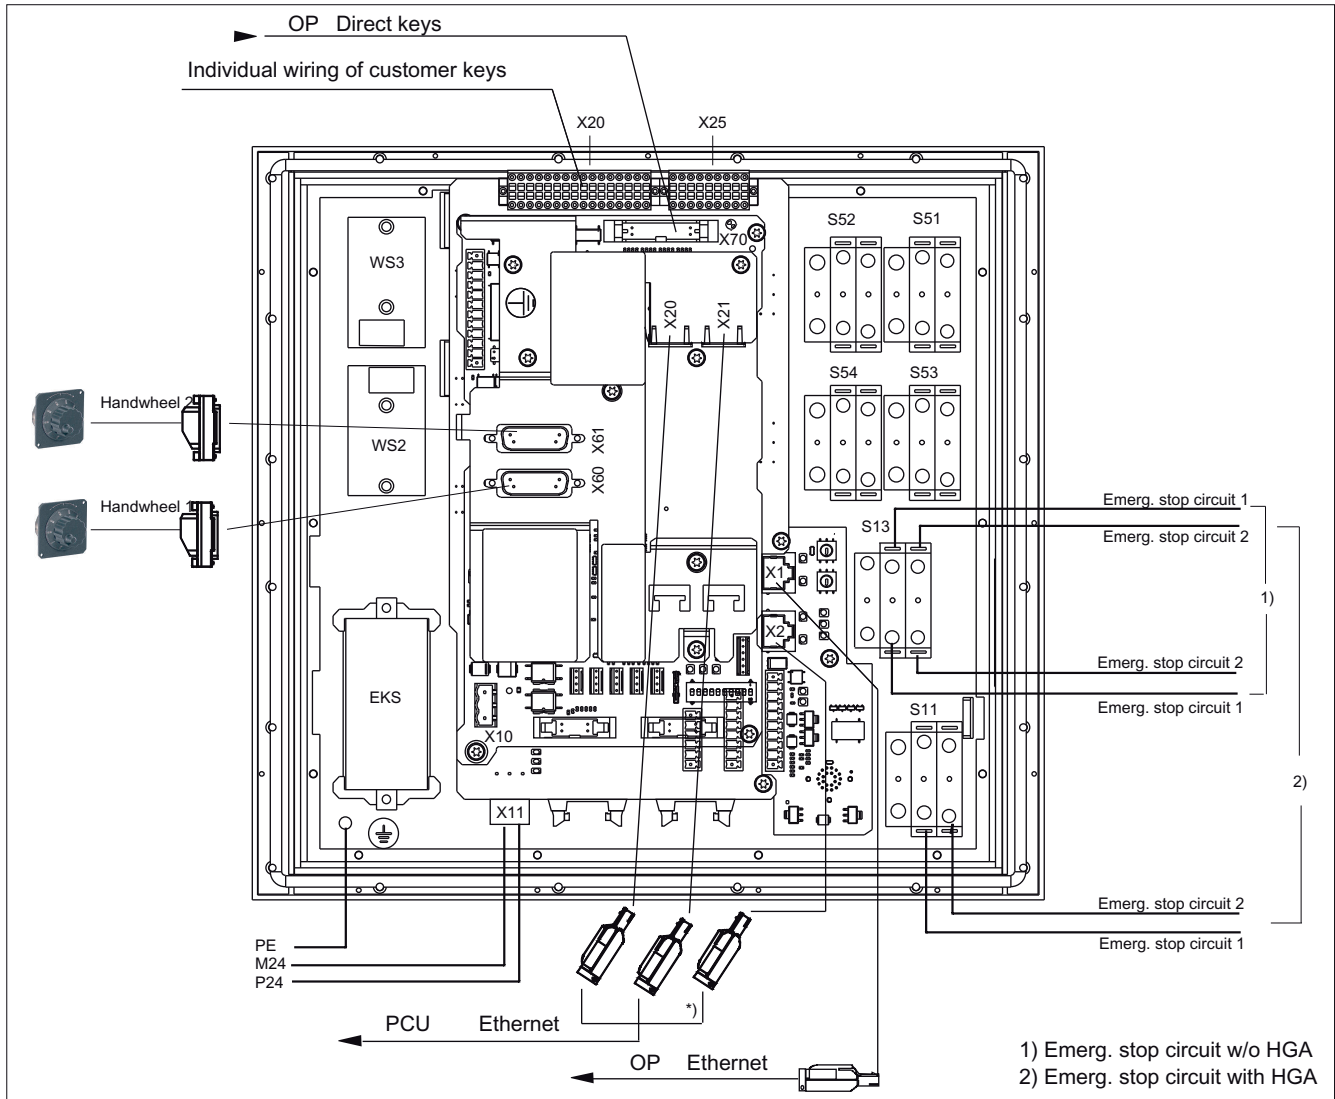 OP Direct keys
Individual wiring of customer keys
X20 X25
S52 S51
X70
WS3
X20 X21
S54 S53
Handwheel 2
WS2
X61
X60
Handwheel 1
Emerg. stop circuit 1
S13
Emerg. stop circuit 2
X1
1)
X2
Emerg. stop circuit 2
EKS
Emerg. stop circuit 1
S11
X10
2)
X11
Emerg. stop circuit 2
PE
Emerg. stop circuit 1
M24
P24
*)
PCU Ethernet
OP Ethernet
1) Emerg. stop circuit w/o HGA
2) Emerg. stop circuit with HGA